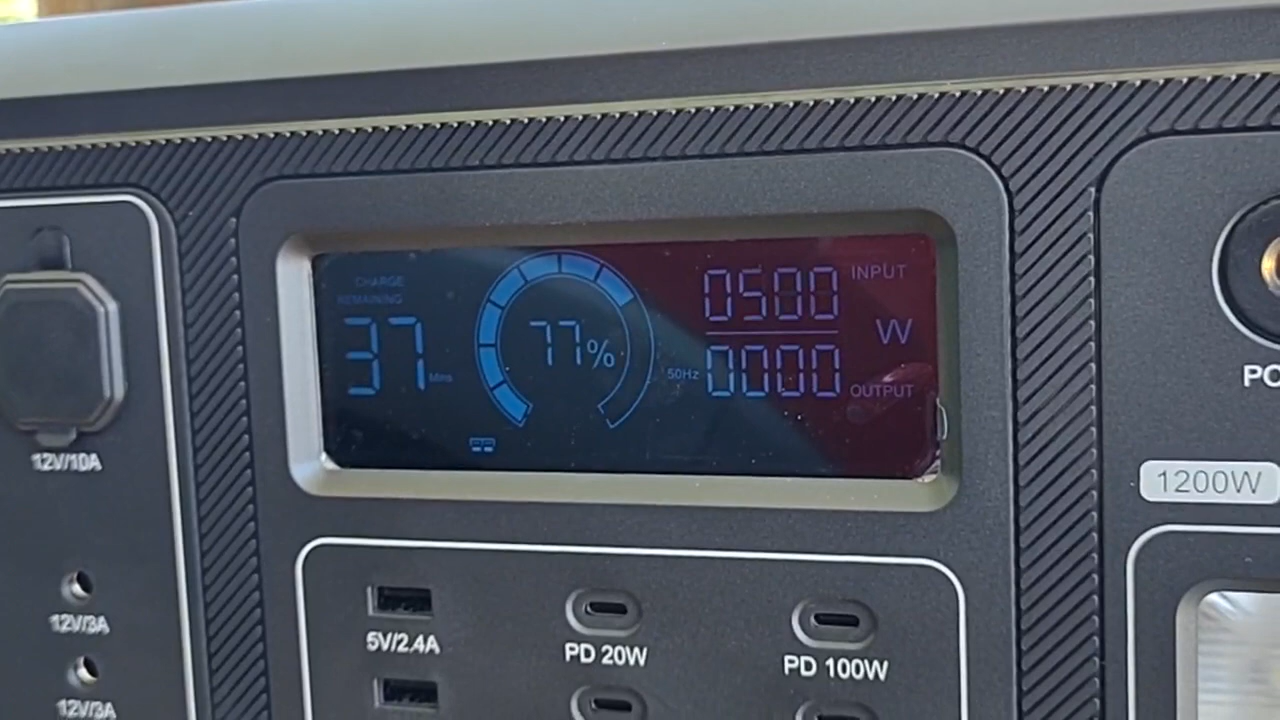 CHARGE
REMAINING
37 Mins
77%
50Hz
0500 INPUT
W
0000 OUTPUT
12V/10A
12V/3A
12V/3A
5V/2.4A
PD 20W
PD 100W
PO
1200W